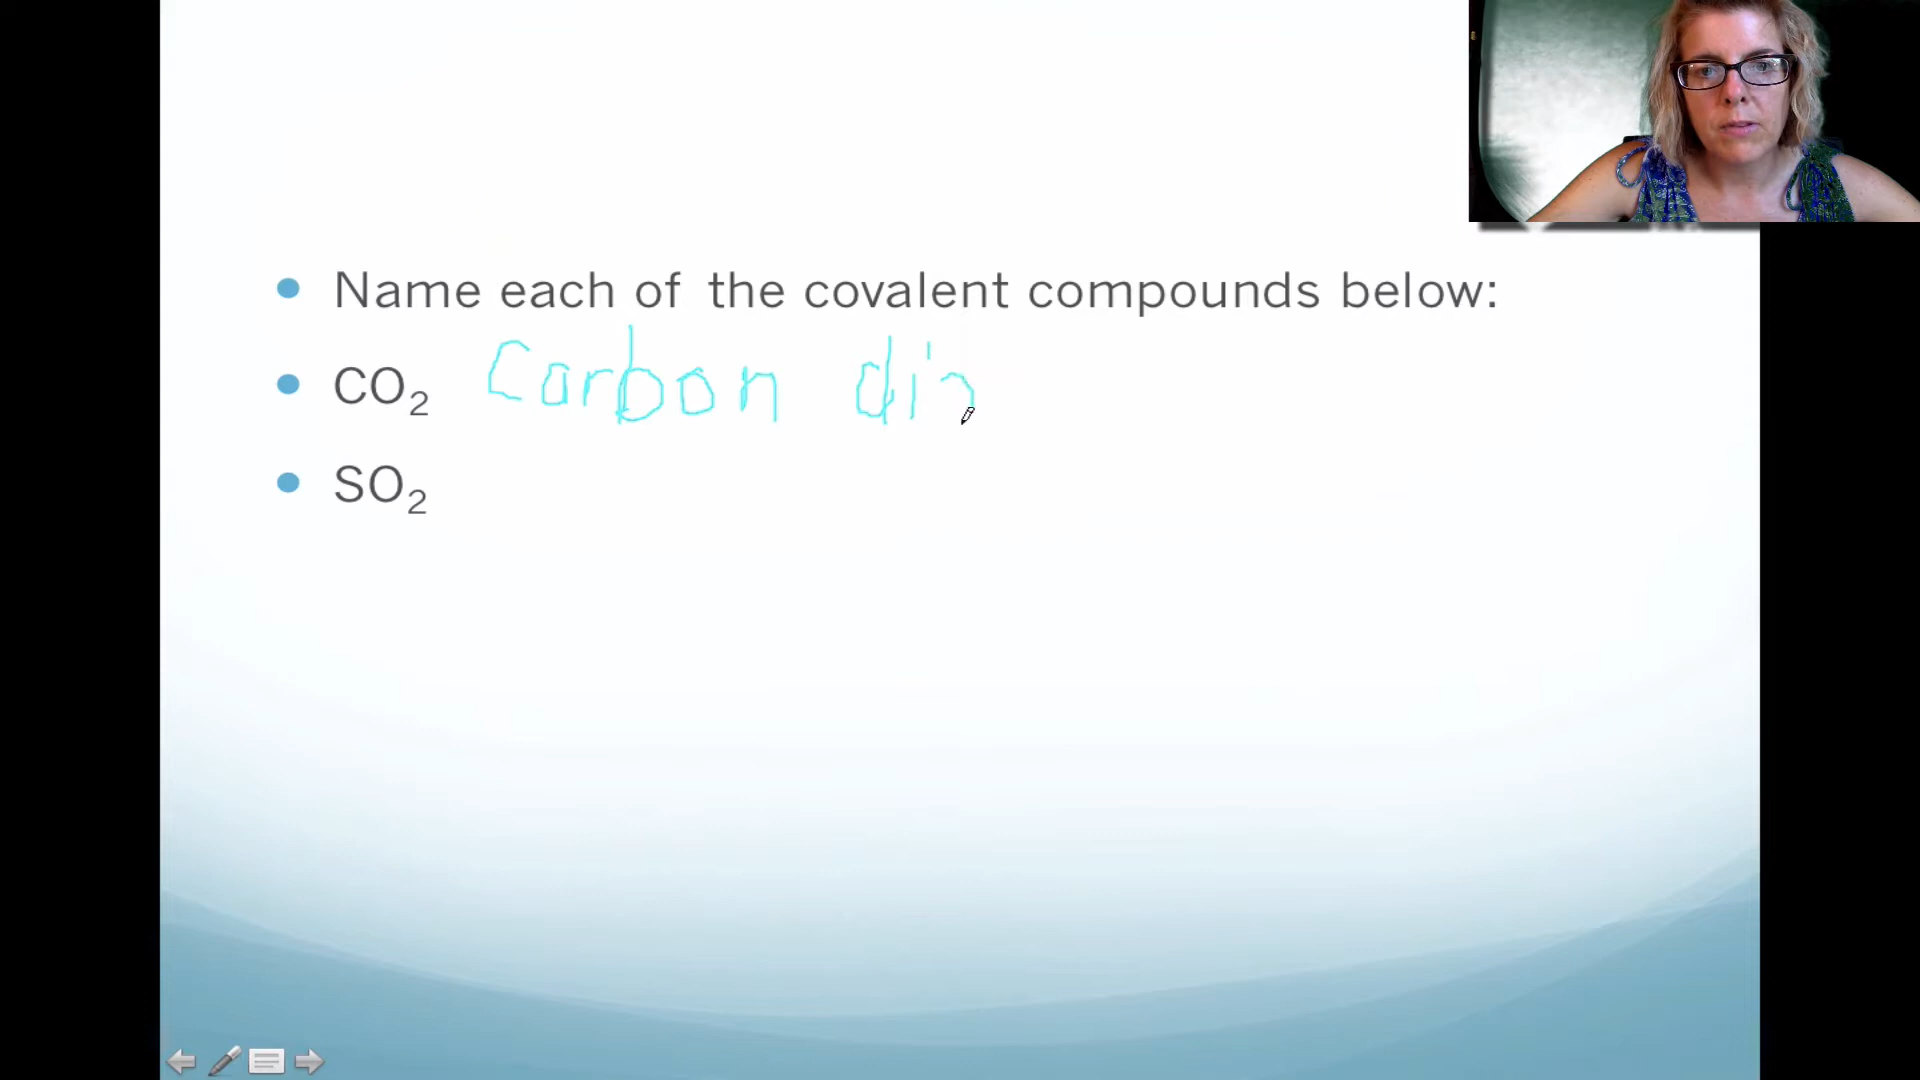 Name each of the covalent compounds below:
CO₂ Carbon di
SO₂